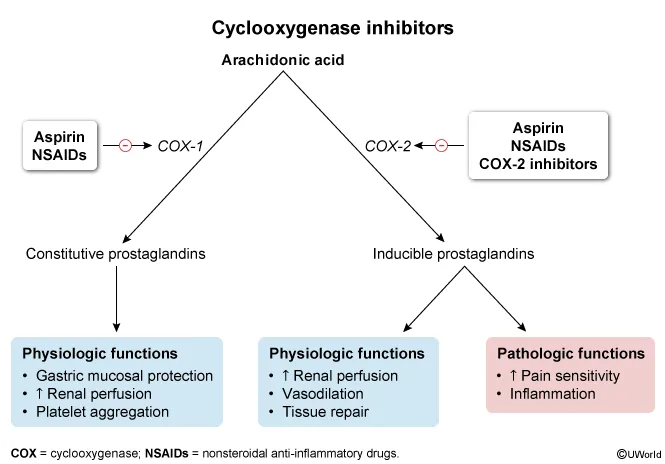 Cyclooxygenase inhibitors
Arachidonic acid
Aspirin
NSAIDs
−
COX-1
COX-2
−
Aspirin
NSAIDs
COX-2 inhibitors
Constitutive prostaglandins
Inducible prostaglandins
Physiologic functions
• Gastric mucosal protection
• ↑ Renal perfusion
• Platelet aggregation
Physiologic functions
• ↑ Renal perfusion
• Vasodilation
• Tissue repair
Pathologic functions
• ↑ Pain sensitivity
• Inflammation
COX = cyclooxygenase; NSAIDs = nonsteroidal anti-inflammatory drugs.
©UWorld